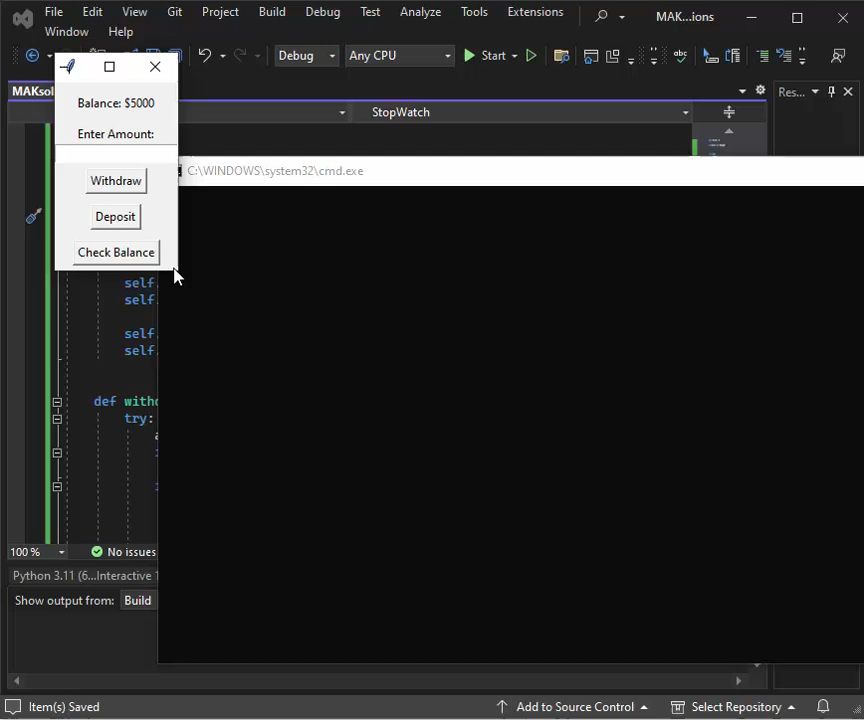 File Edit View Git Project Build Debug Test Analyze Tools Extensions MAK...ions
Window Help
Debug Any CPU Start
MAKsol
Res...
StopWatch
Balance: $5000
Enter Amount:
Withdraw
Deposit
Check Balance
C:\WINDOWS\system32\cmd.exe
self.
self.
self.
self.
def witho
try:
100 % No issues
Python 3.11 (6...Interactive 1
Show output from: Build
Item(s) Saved Add to Source Control Select Repository